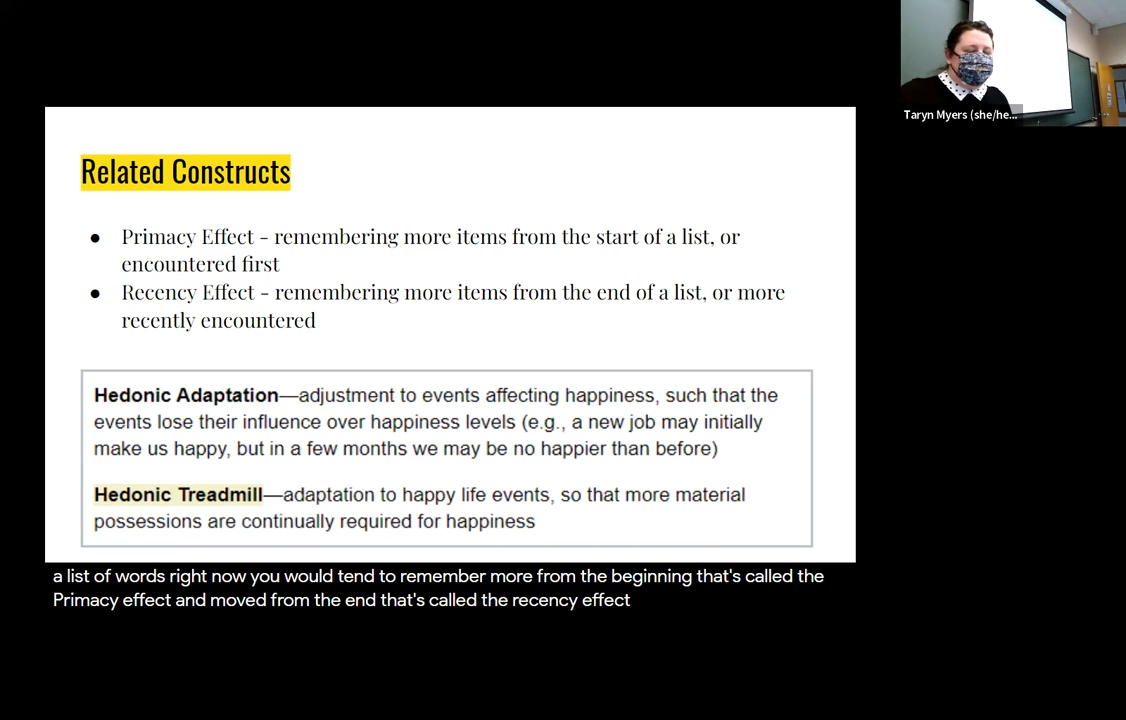 Taryn Myers (she/he...
Related Constructs
● Primacy Effect - remembering more items from the start of a list, or
encountered first
● Recency Effect - remembering more items from the end of a list, or more
recently encountered
Hedonic Adaptation—adjustment to events affecting happiness, such that the
events lose their influence over happiness levels (e.g., a new job may initially
make us happy, but in a few months we may be no happier than before)
Hedonic Treadmill—adaptation to happy life events, so that more material
possessions are continually required for happiness
a list of words right now you would tend to remember more from the beginning that's called the
Primacy effect and moved from the end that's called the recency effect